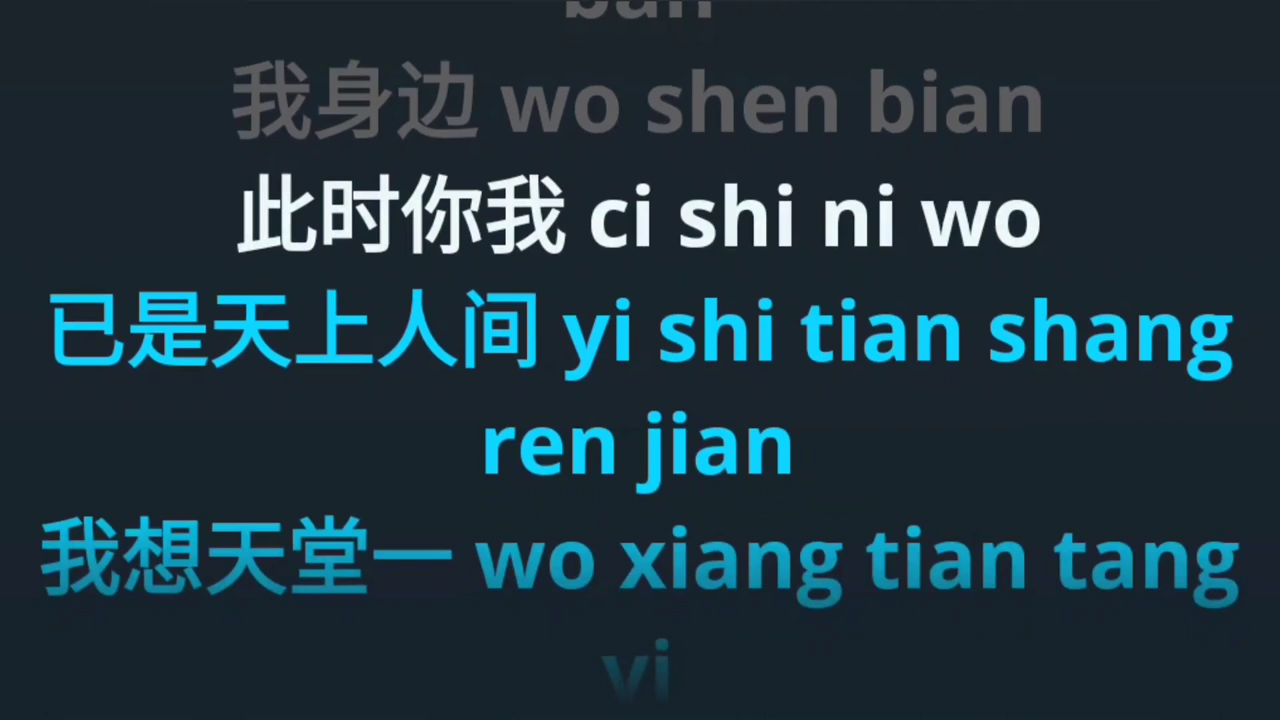 ban
我身边 wo shen bian
此时你我 ci shi ni wo
已是天上人间 yi shi tian shang
ren jian
我想天堂一 wo xiang tian tang
yi